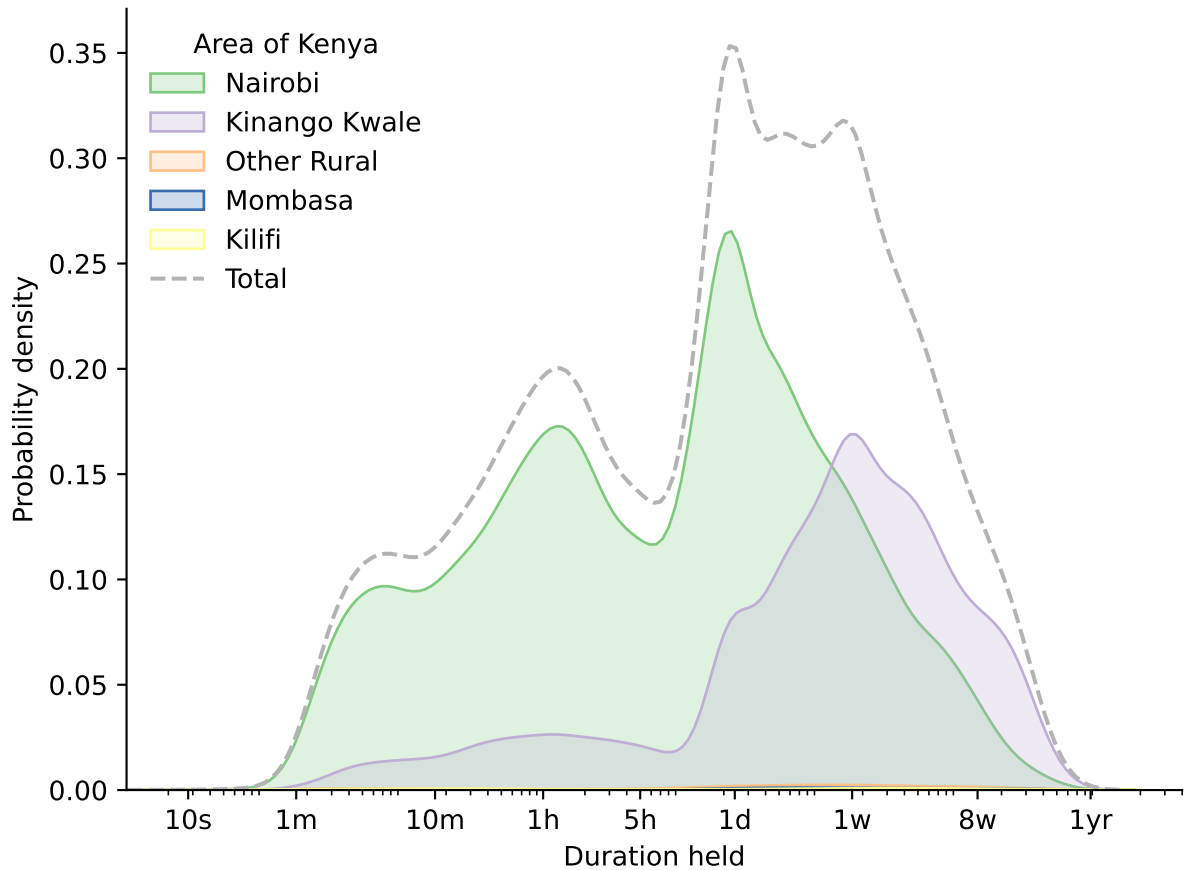 Area of Kenya
Nairobi
Kinango Kwale
Other Rural
Mombasa
Kilifi
Total
Probability density
0.35
0.30
0.25
0.20
0.15
0.10
0.05
0.00
10s 1m 10m 1h 5h 1d 1w 8w 1yr
Duration held